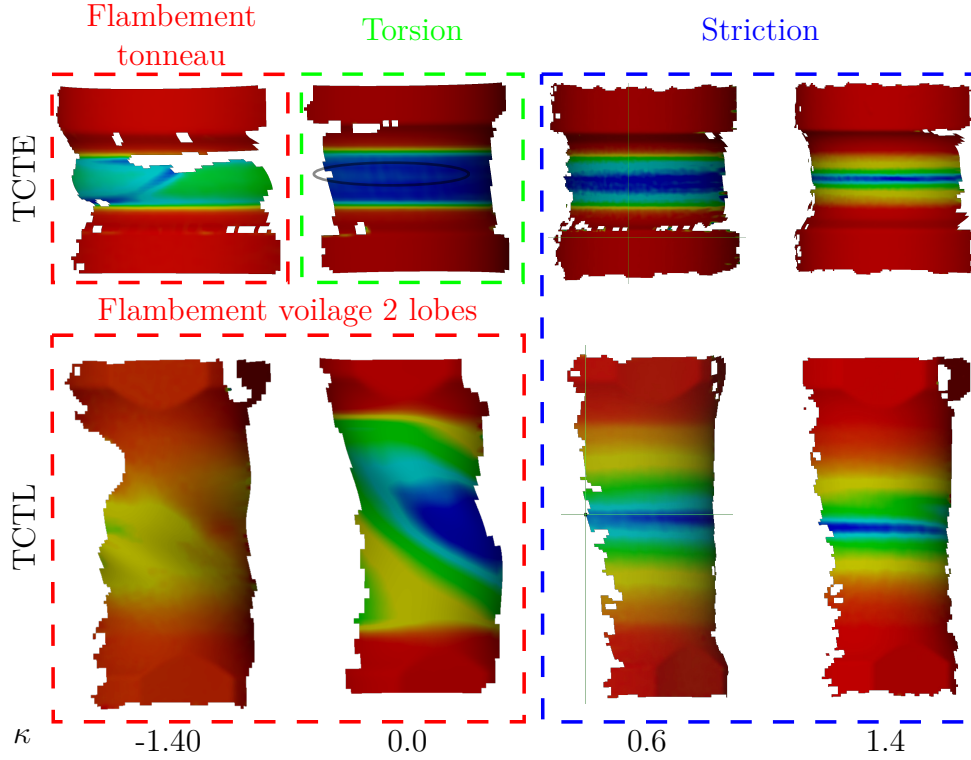 Flambement
tonneau
Torsion
Striction
TCTE
Flambement voilage 2 lobes
TCTL
κ
-1.40
0.0
0.6
1.4